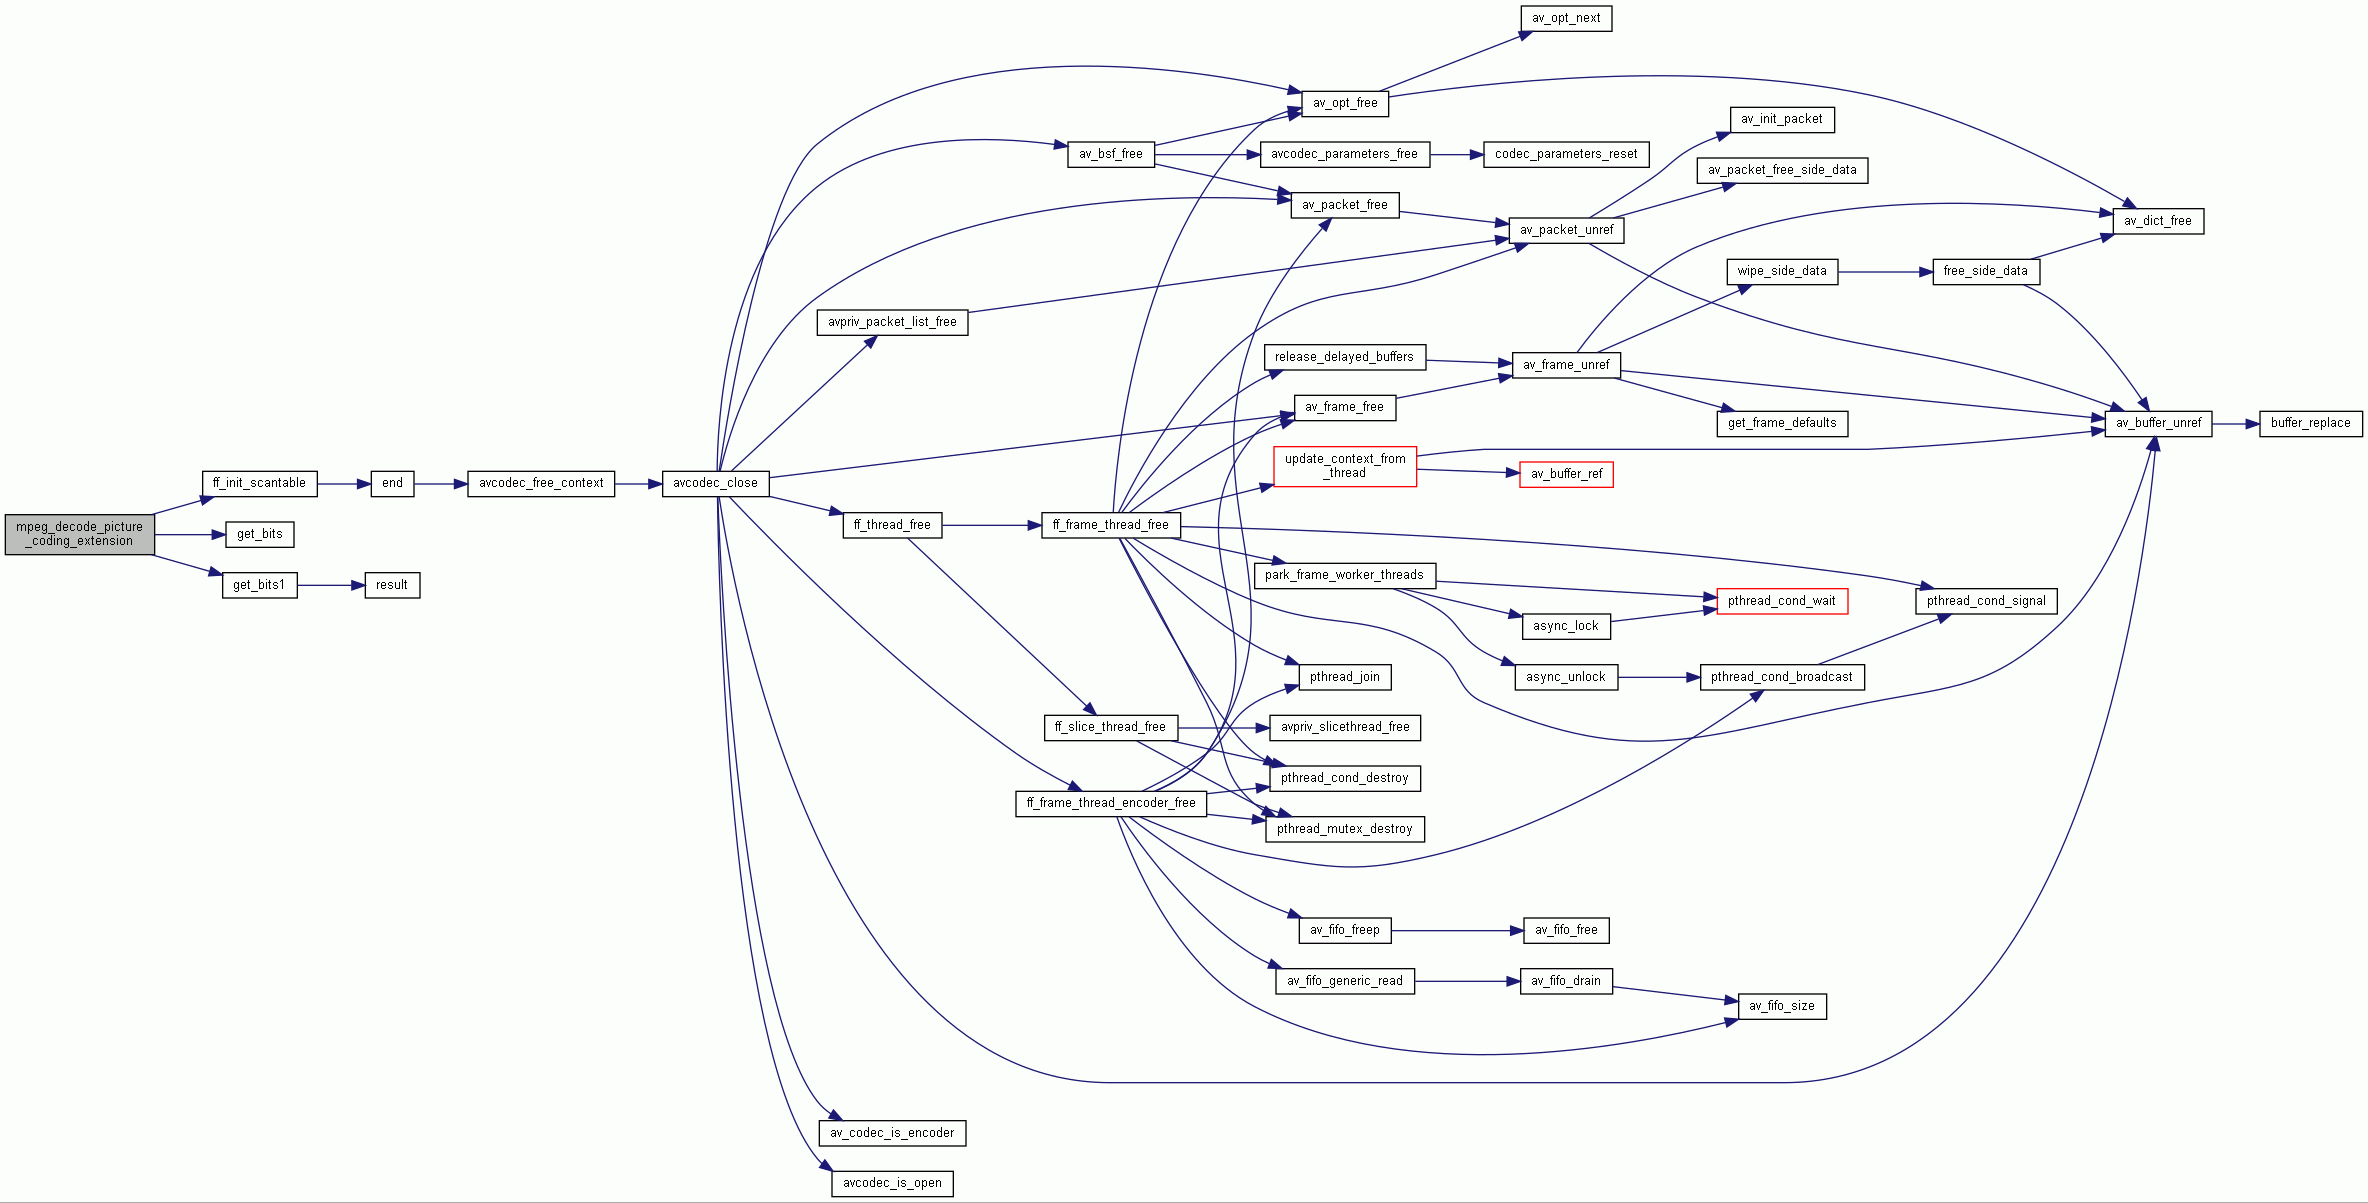 av_opt_next
av_opt_free
av_init_packet
av_bsf_free
avcodec_parameters_free
codec_parameters_reset
av_packet_free_side_data
av_packet_free
av_dict_free
av_packet_unref
wipe_side_data
free_side_data
avpriv_packet_list_free
release_delayed_buffers
av_frame_unref
av_frame_free
get_frame_defaults
av_buffer_unref
buffer_replace
update_context_from
_thread
av_buffer_ref
ff_init_scantable
end
avcodec_free_context
avcodec_close
mpeg_decode_picture
_coding_extension
get_bits
ff_thread_free
ff_frame_thread_free
get_bits1
result
park_frame_worker_threads
pthread_cond_wait
pthread_cond_signal
async_lock
pthread_join
async_unlock
pthread_cond_broadcast
ff_slice_thread_free
avpriv_slicethread_free
pthread_cond_destroy
ff_frame_thread_encoder_free
pthread_mutex_destroy
av_fifo_freep
av_fifo_free
av_fifo_generic_read
av_fifo_drain
av_fifo_size
av_codec_is_encoder
avcodec_is_open